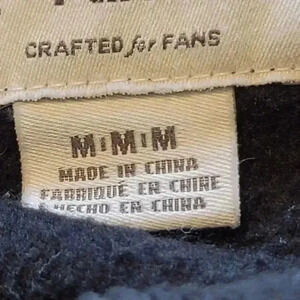 CRAFTED for FANS
M|M|M
MADE IN CHINA
FABRIQUÉ EN CHINE
HECHO EN CHINA